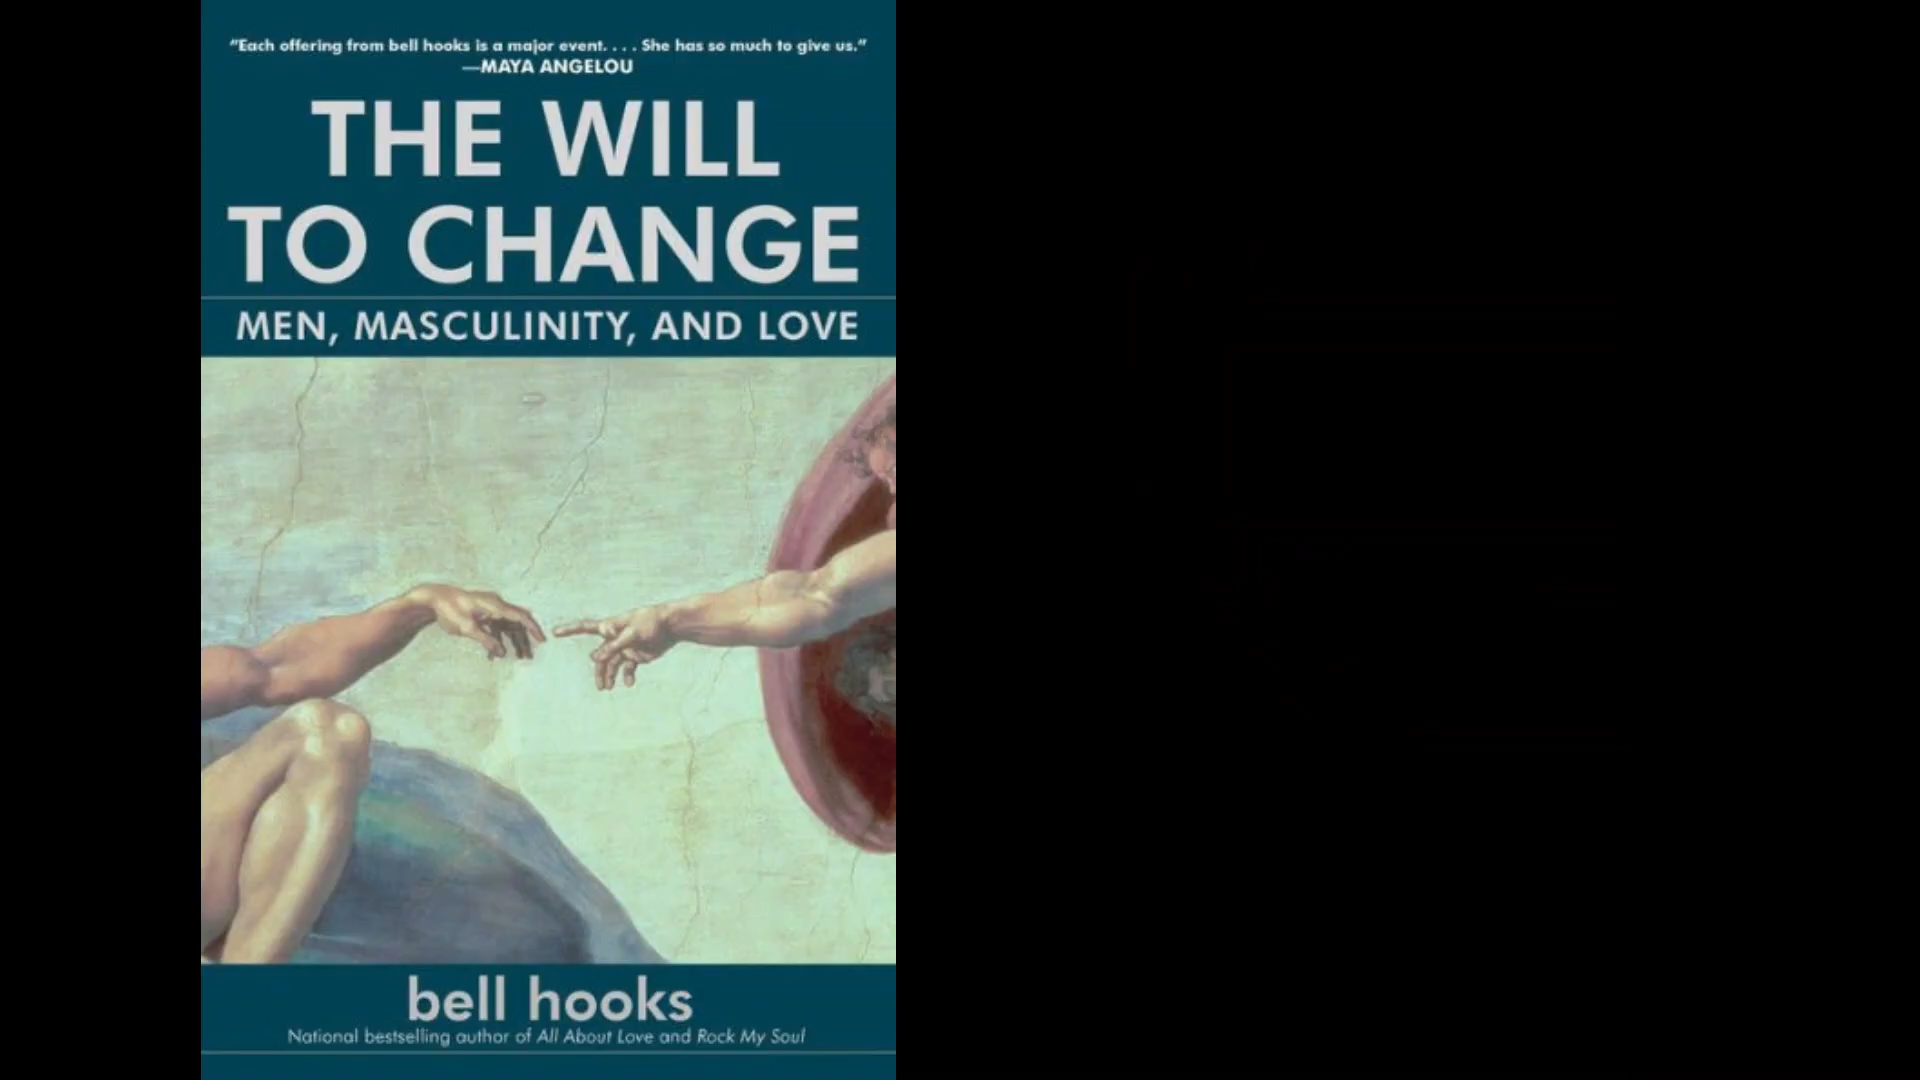 “Each offering from bell hooks is a major event. . . . She has so much to give us.”
—MAYA ANGELOU
THE WILL
TO CHANGE
MEN, MASCULINITY, AND LOVE
bell hooks
National bestselling author of All About Love and Rock My Soul